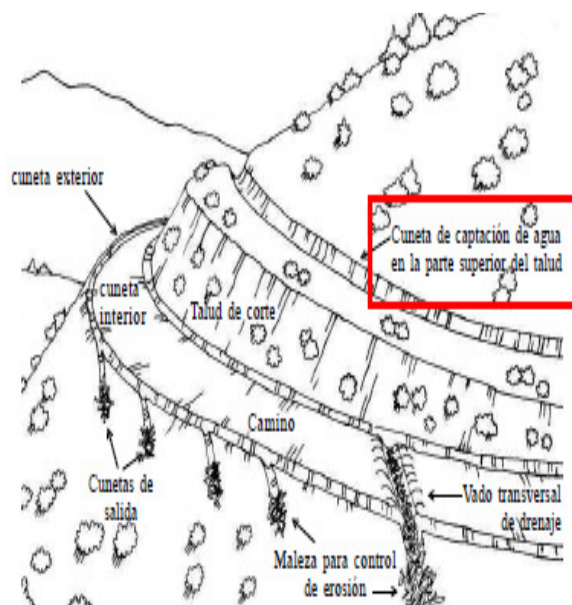 cuneta exterior
Cuneta de captación de agua
en la parte superior del talud
cuneta
interior
Talud de corte
Camino
Cunetas de
salida
Vado transversal
de drenaje
Maleza para control
de erosión